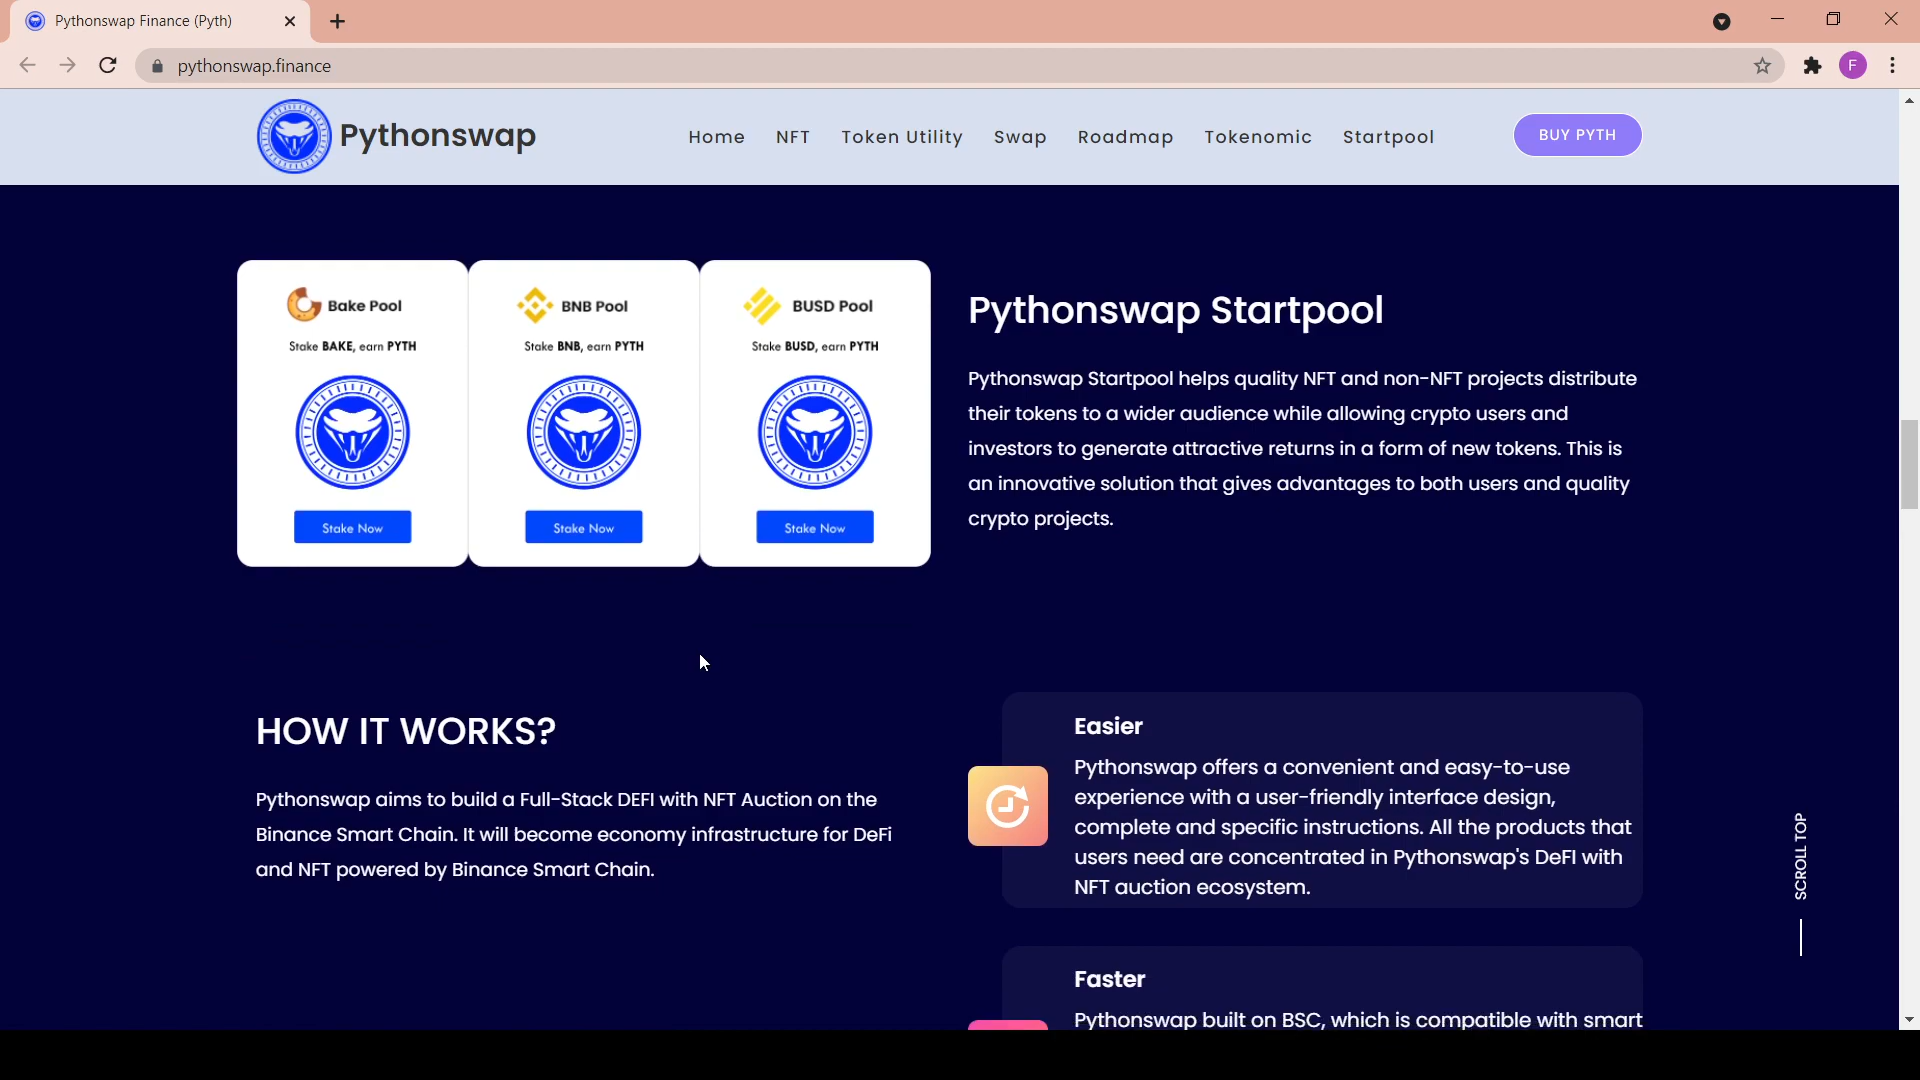 Pythonswap Finance (Pyth)
pythonswap.finance
F
Pythonswap
Home NFT Token Utility Swap Roadmap Tokenomic Startpool
BUY PYTH
Bake Pool
Stake BAKE, earn PYTH
Stake Now
BNB Pool
Stake BNB, earn PYTH
Stake Now
BUSD Pool
Stake BUSD, earn PYTH
Stake Now
Pythonswap Startpool
Pythonswap Startpool helps quality NFT and non-NFT projects distribute
their tokens to a wider audience while allowing crypto users and
investors to generate attractive returns in a form of new tokens. This is
an innovative solution that gives advantages to both users and quality
crypto projects.
HOW IT WORKS?
Pythonswap aims to build a Full-Stack DEFI with NFT Auction on the
Binance Smart Chain. It will become economy infrastructure for DeFi
and NFT powered by Binance Smart Chain.
Easier
Pythonswap offers a convenient and easy-to-use
experience with a user-friendly interface design,
complete and specific instructions. All the products that
users need are concentrated in Pythonswap's DeFI with
NFT auction ecosystem.
Faster
Pythonswap built on BSC, which is compatible with smart
SCROLL TOP